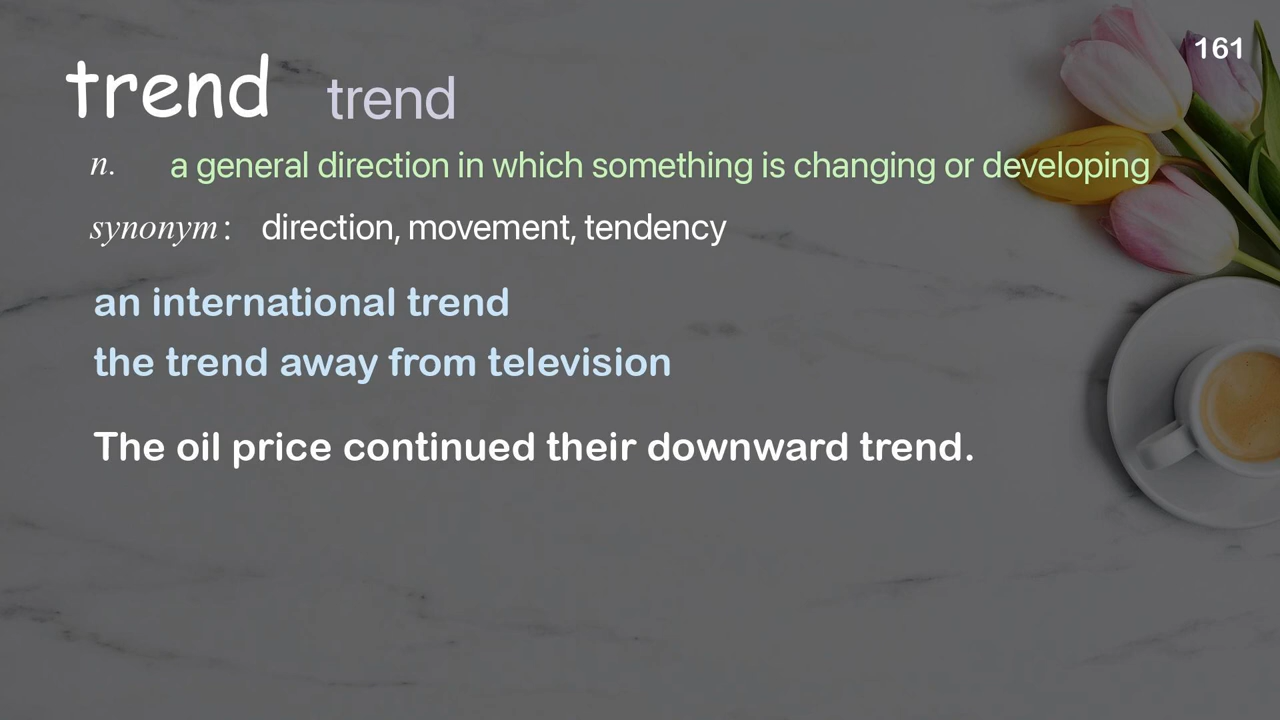 161
trend trend
n. a general direction in which something is changing or developing
synonym: direction, movement, tendency
an international trend
the trend away from television
The oil price continued their downward trend.